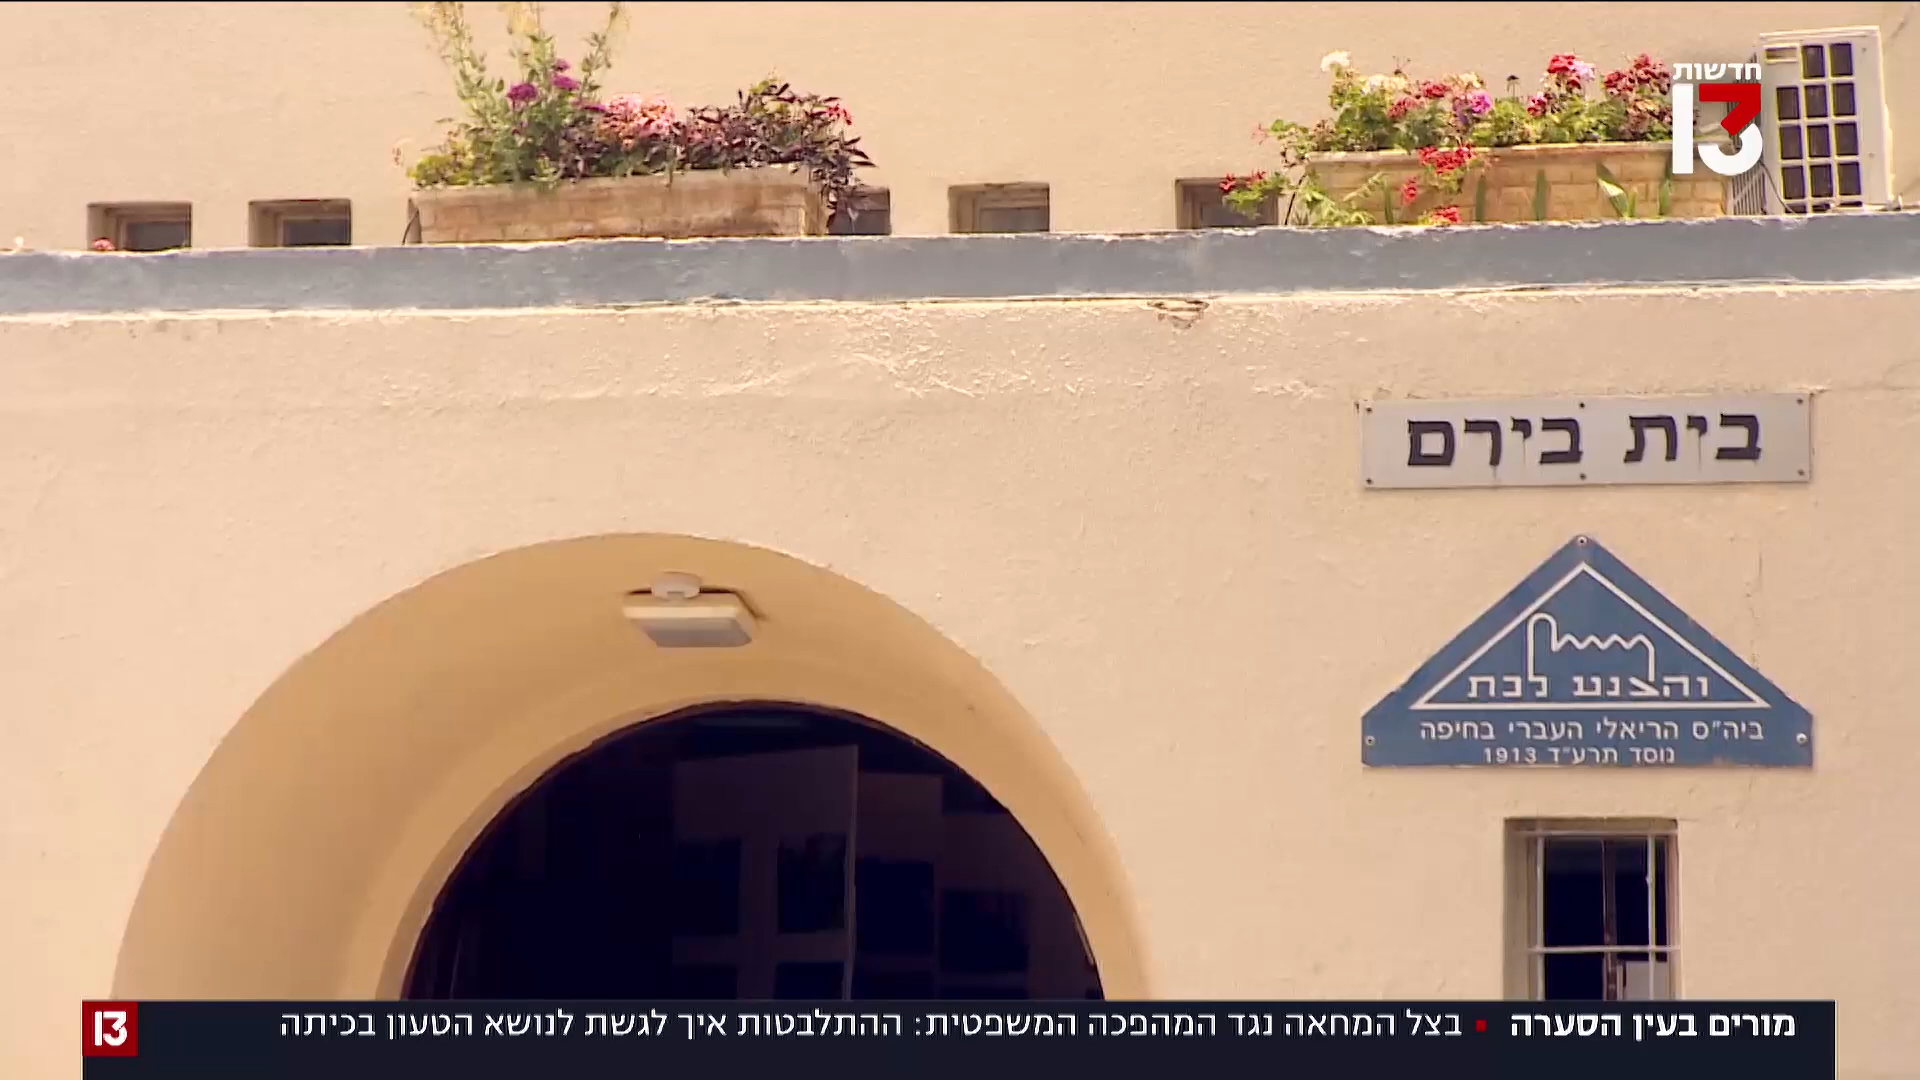 חדשות
13
בית בירם
והצנע לכת
ביה"ס הריאלי העברי בחיפה
נוסד תרע"ד 1913
מורים בעין הסערה ▪ בצל המחאה נגד המהפכה המשפטית: ההתלבטות איך לגשת לנושא הטעון בכיתה
13